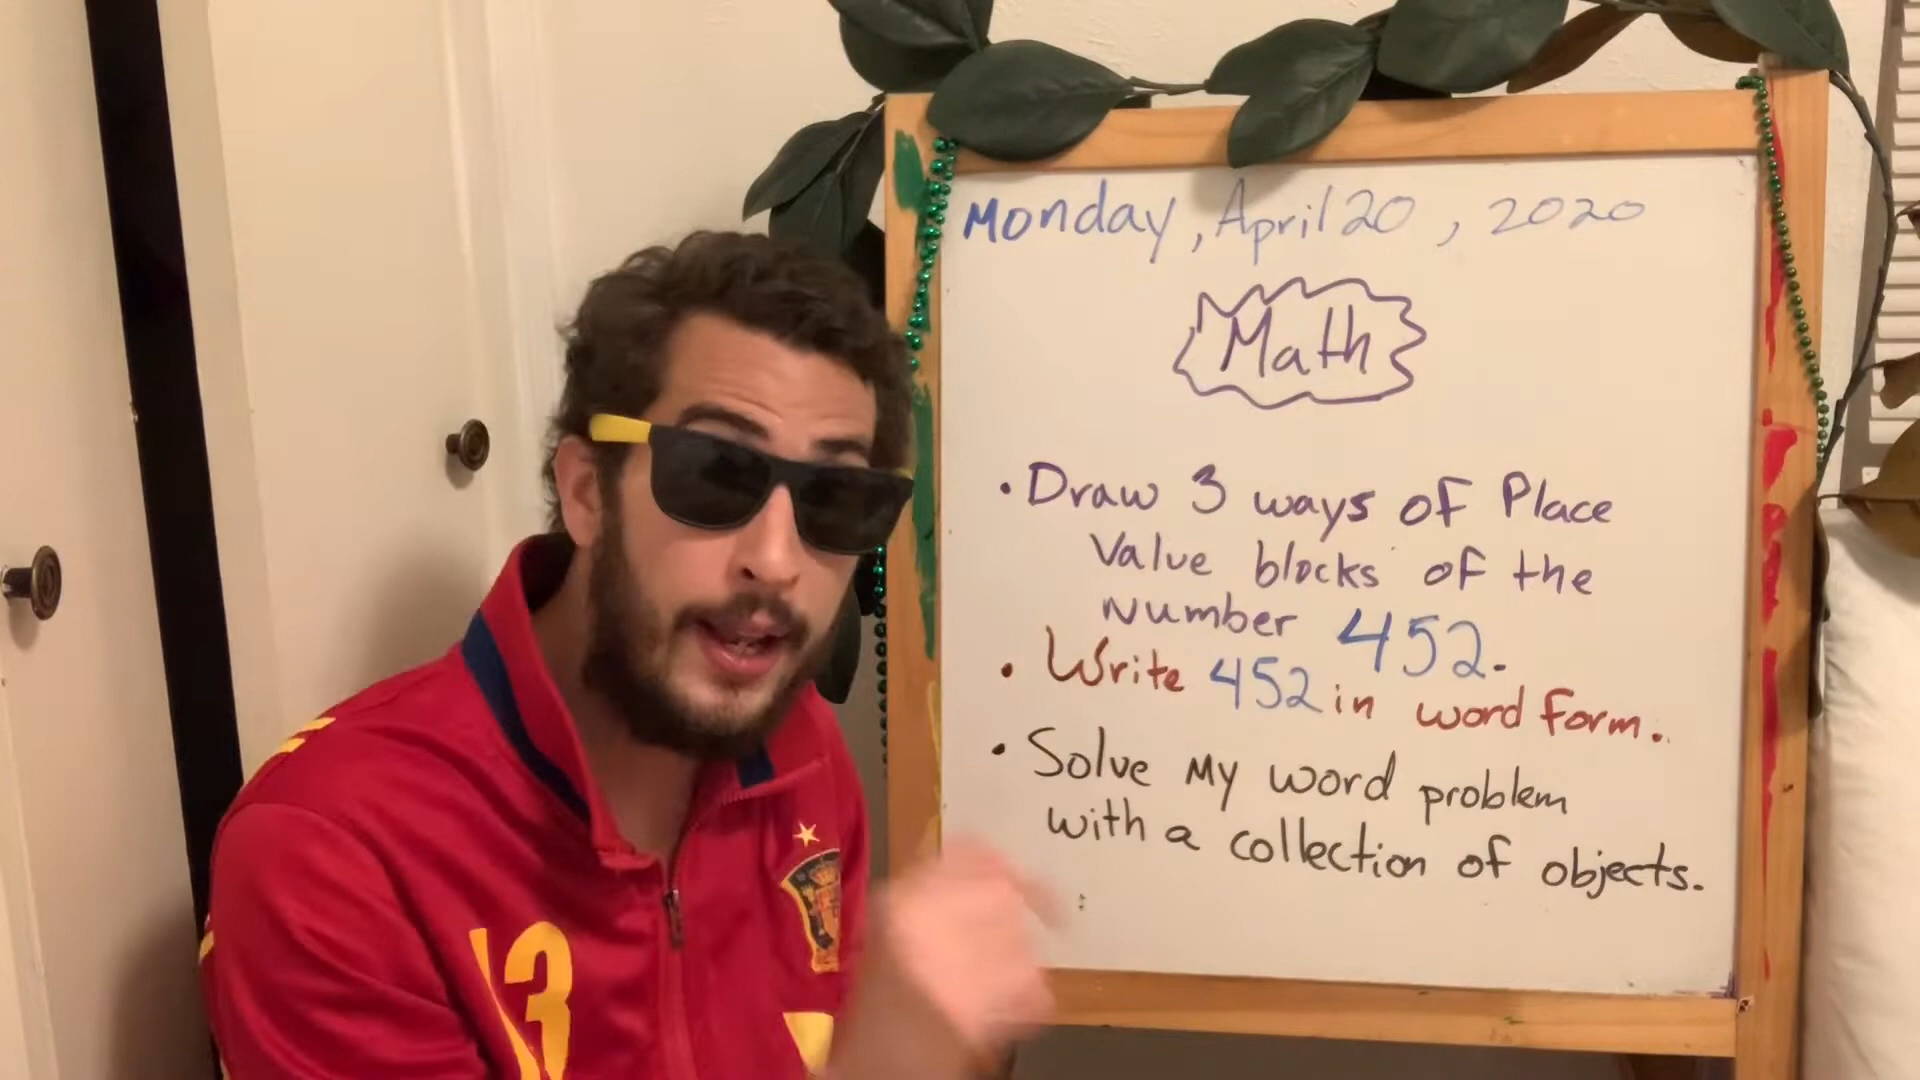 Monday, April 20, 2020
Math
• Draw 3 ways of Place
Value blocks of the
Number 452.
• Write 452 in word form.
• Solve My word problem
with a collection of objects.
13